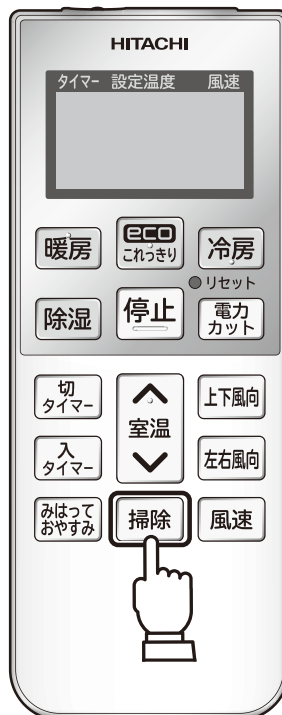 HITACHI
タイマー 設定温度 風速
暖房
eco
これっきり
冷房
リセット
除湿
停止
電力
カット
切
タイマー
室温
上下風向
入
タイマー
左右風向
みはって
おやすみ
掃除
風速